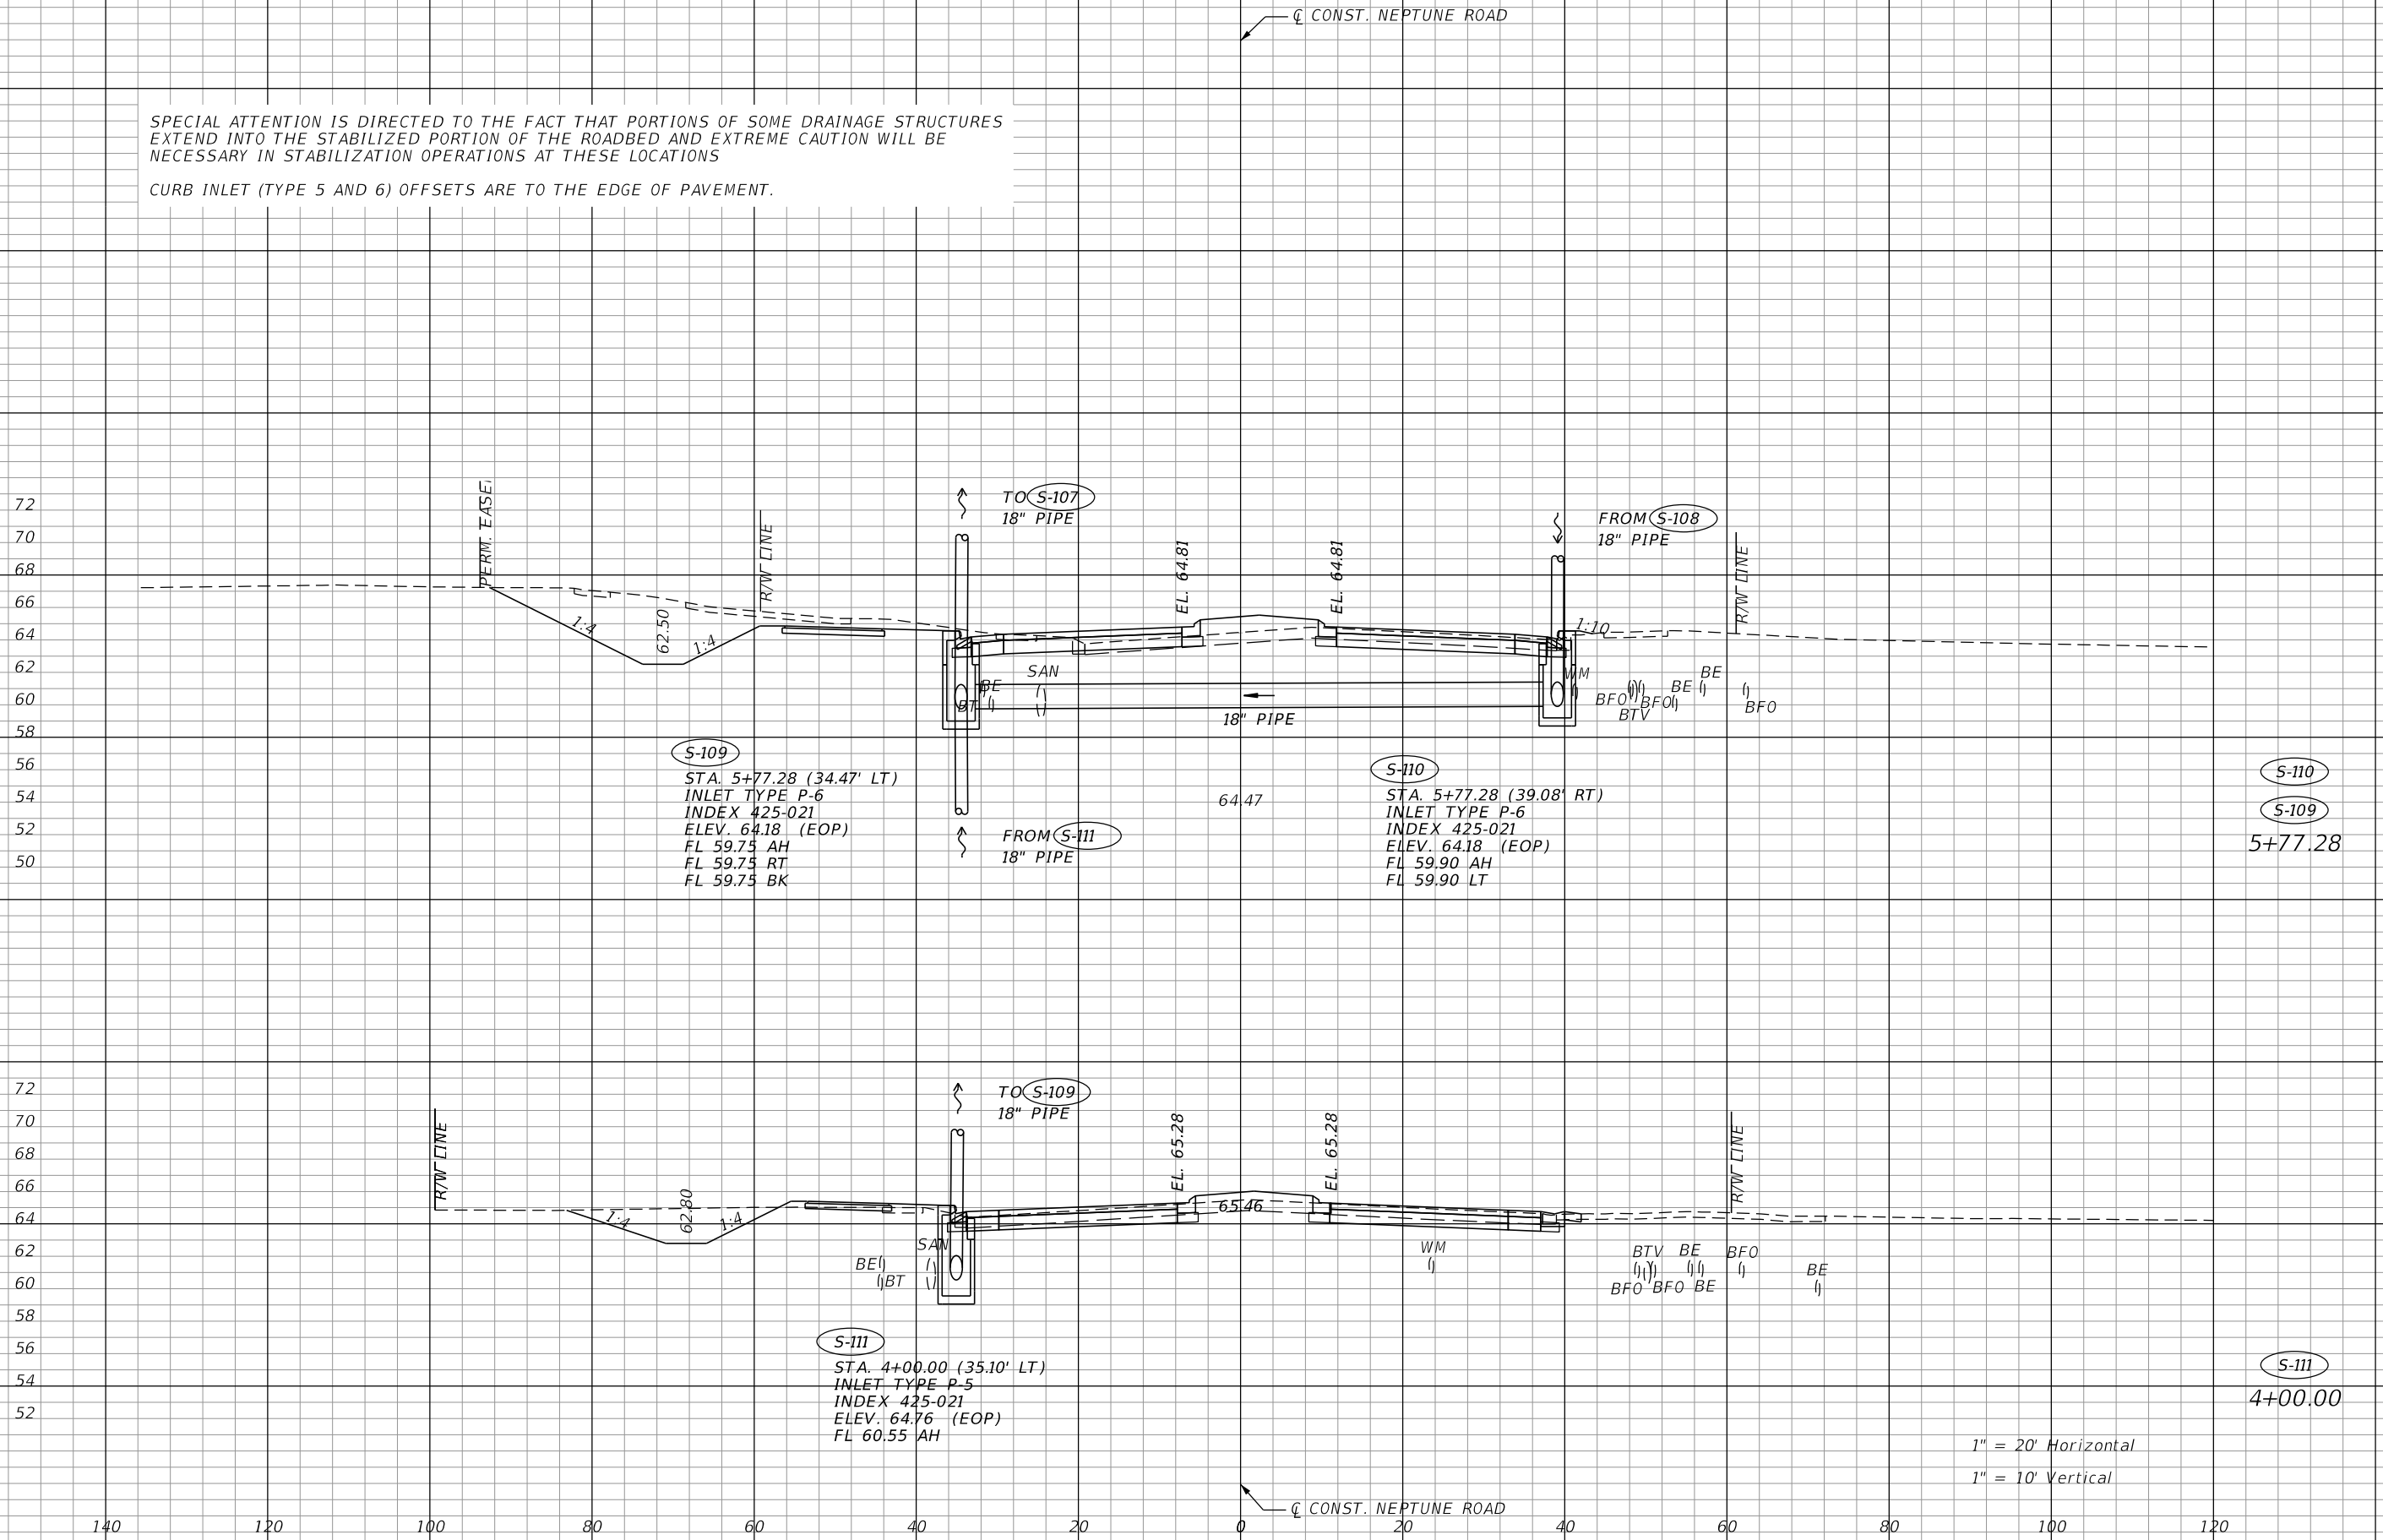 ℄ CONST. NEPTUNE ROAD
SPECIAL ATTENTION IS DIRECTED TO THE FACT THAT PORTIONS OF SOME DRAINAGE STRUCTURES
EXTEND INTO THE STABILIZED PORTION OF THE ROADBED AND EXTREME CAUTION WILL BE
NECESSARY IN STABILIZATION OPERATIONS AT THESE LOCATIONS
CURB INLET (TYPE 5 AND 6) OFFSETS ARE TO THE EDGE OF PAVEMENT.
72
70
68
66
64
62
60
58
56
54
52
50
PERM. EASE.
R/W LINE
TO S-107
18" PIPE
EL. 64.81
EL. 64.81
FROM S-108
18" PIPE
R/W LINE
1:4
62.50
1:4
1:10
SAN
BE
BT
18" PIPE
WM
BFO
BTV
BFO
BE
BE
BFO
S-109
STA. 5+77.28 (34.47' LT)
INLET TYPE P-6
INDEX 425-021
ELEV. 64.18 (EOP)
FL 59.75 AH
FL 59.75 RT
FL 59.75 BK
FROM S-111
18" PIPE
64.47
S-110
STA. 5+77.28 (39.08' RT)
INLET TYPE P-6
INDEX 425-021
ELEV. 64.18 (EOP)
FL 59.90 AH
FL 59.90 LT
S-110
S-109
5+77.28
72
70
68
66
64
62
60
58
56
54
52
R/W LINE
TO S-109
18" PIPE
EL. 65.28
EL. 65.28
R/W LINE
1:4
62.80
1:4
65.46
SAN
BE
BT
WM
BTV
BE
BFO
BFO
BFO
BE
BE
S-111
STA. 4+00.00 (35.10' LT)
INLET TYPE P-5
INDEX 425-021
ELEV. 64.76 (EOP)
FL 60.55 AH
S-111
4+00.00
1" = 20' Horizontal
1" = 10' Vertical
℄ CONST. NEPTUNE ROAD
140 120 100 80 60 40 20 0 20 40 60 80 100 120